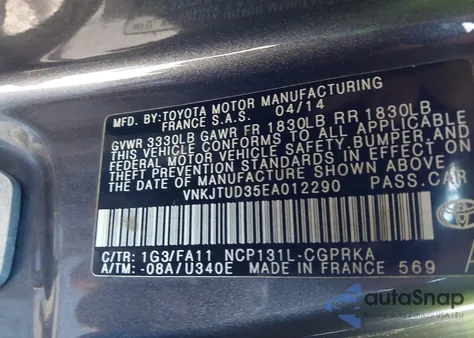 MFD. BY: TOYOTA MOTOR MANUFACTURING
FRANCE S.A.S. 04/14
GVWR 3330LB GAWR FR 1830LB RR 1830LB
THIS VEHICLE CONFORMS TO ALL APPLICABLE
FEDERAL MOTOR VEHICLE SAFETY, BUMPER, AND
THEFT PREVENTION STANDARDS IN EFFECT ON
THE DATE OF MANUFACTURE SHOWN ABOVE.
VNKJTUD35EA012290 PASS.CAR
C/TR: 1G3/FA11 NCP131L-CGPRKA
A/TM: -08A/U340E MADE IN FRANCE 569
autoSnap